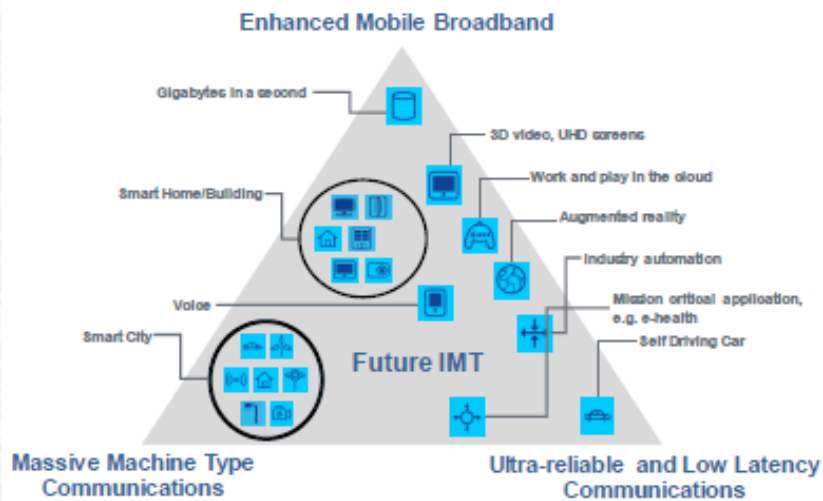 Enhanced Mobile Broadband
Gigabytes in a second
3D video, UHD screens
Smart Home/Building
Work and play in the cloud
Augmented reality
Industry automation
Voice
Mission critical application,
e.g. e-health
Smart City
Self Driving Car
Future IMT
Massive Machine Type
Communications
Ultra-reliable and Low Latency
Communications